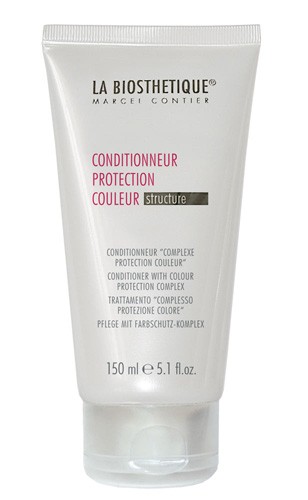 LA BIOSTHETIQUE®
MARCEL CONTIER
CONDITIONNEUR
PROTECTION
COULEUR structure
CONDITIONNEUR "COMPLEXE
PROTECTION COULEUR"
CONDITIONER WITH COLOUR
PROTECTION COMPLEX
TRATTAMENTO "COMPLESSO
PROTEZIONE COLORE"
PFLEGE MIT FARBSCHUTZ-KOMPLEX
150 ml ℮ 5.1 fl.oz.